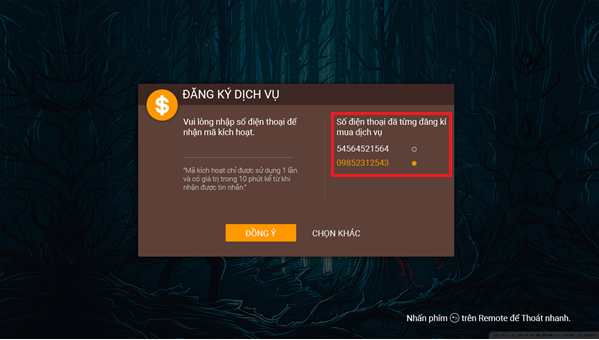 ĐĂNG KÝ DỊCH VỤ
Vui lòng nhập số điện thoại để
nhận mã kích hoạt.
"Mã kích hoạt chỉ được sử dụng 1 lần
và có giá trị trong 10 phút kể từ khi
nhận được tin nhắn."
Số điện thoại đã từng đăng kí
mua dịch vụ
54564521564
09852312543
ĐỒNG Ý
CHỌN KHÁC
Nhấn phím trên Remote để Thoát nhanh.